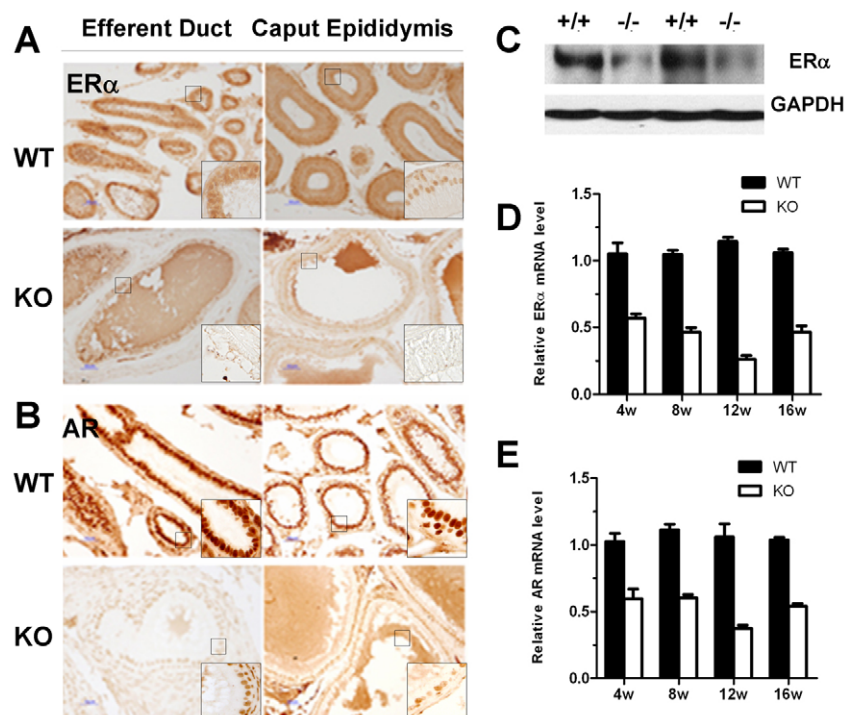 A
Efferent Duct Caput Epididymis
ERα
WT
KO
B
AR
WT
KO
C
+/+ -/- +/+ -/-
ERα
GAPDH
D
WT
KO
Relative ERα mRNA level
1.5
1.0
0.5
0.0
4w 8w 12w 16w
E
WT
KO
Relative AR mRNA level
1.5
1.0
0.5
0.0
4w 8w 12w 16w